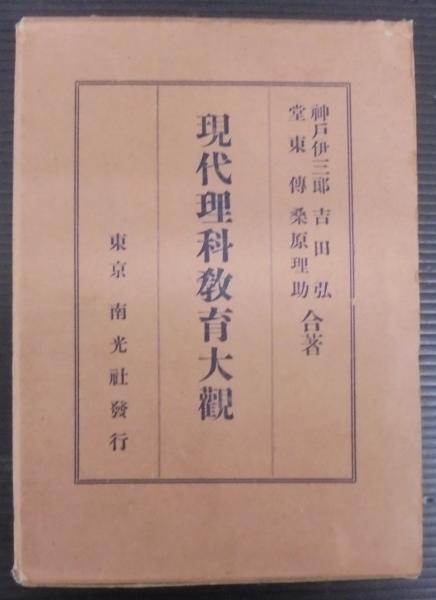 神戸伊三郎 吉田弘
堂東傳 桑原理助 合著
現代理科教育大觀
東京 南光社發行